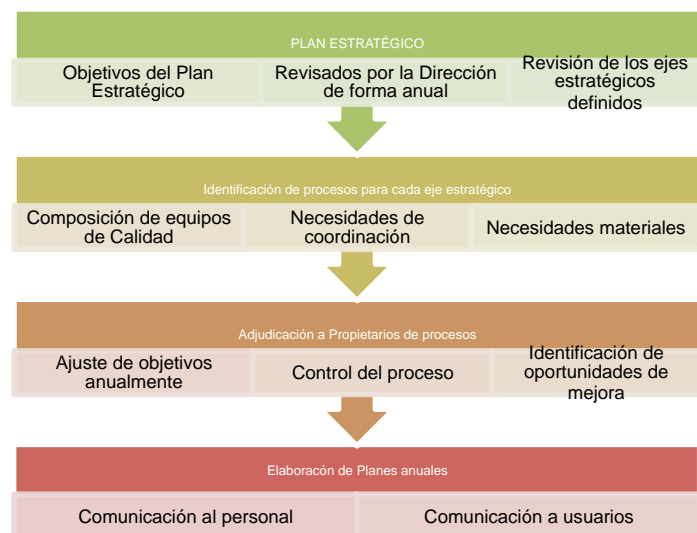 PLAN ESTRATÉGICO
Objetivos del Plan
Estratégico
Revisados por la Dirección
de forma anual
Revisión de los ejes
estratégicos
definidos
Identificación de procesos para cada eje estratégico
Composición de equipos
de Calidad
Necesidades de
coordinación
Necesidades materiales
Adjudicación a Propietarios de procesos
Ajuste de objetivos
anualmente
Control del proceso
Identificación de
oportunidades de
mejora
Elaboracón de Planes anuales
Comunicación al personal
Comunicación a usuarios